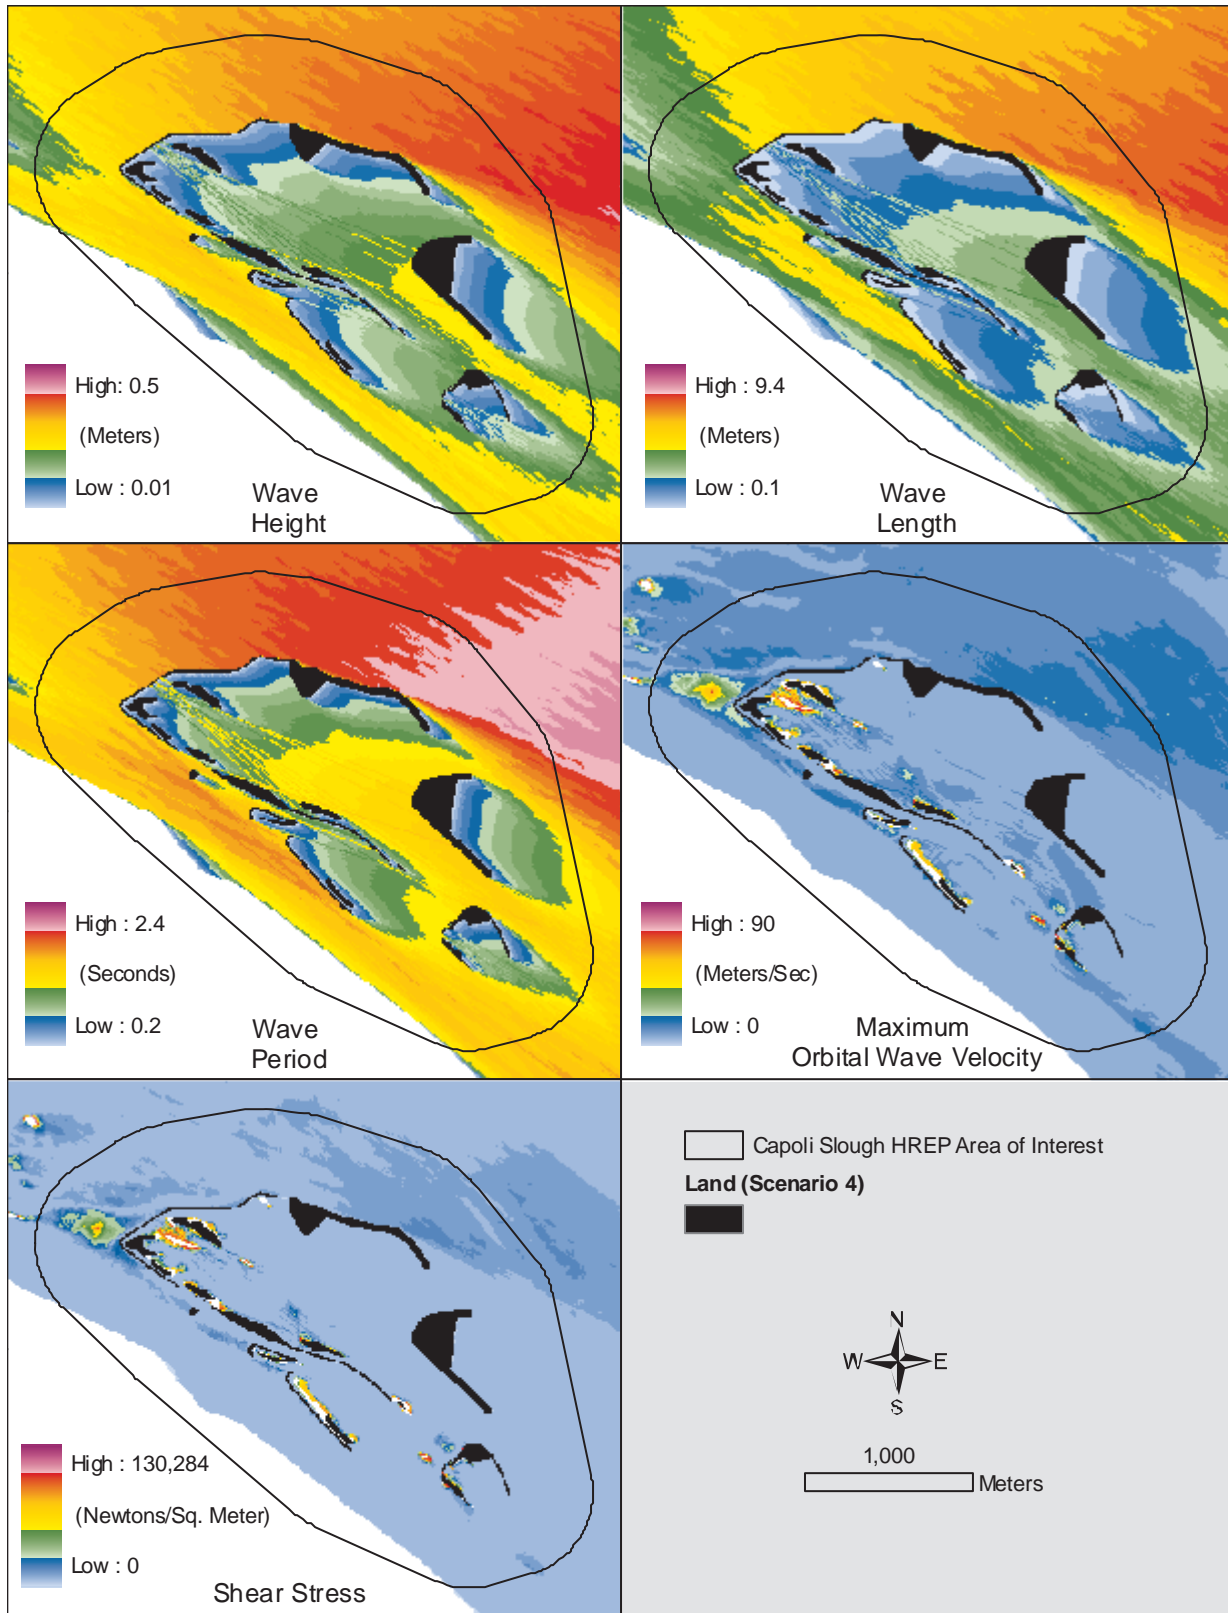 High: 0.5
(Meters)
Low : 0.01
Wave
Height
High : 9.4
(Meters)
Low : 0.1
Wave
Length
High : 2.4
(Seconds)
Low : 0.2
Wave
Period
High : 90
(Meters/Sec)
Low : 0
Maximum
Orbital Wave Velocity
High : 130,284
(Newtons/Sq. Meter)
Low : 0
Shear Stress
Capoli Slough HREP Area of Interest
Land (Scenario 4)
N
W E
S
1,000
Meters